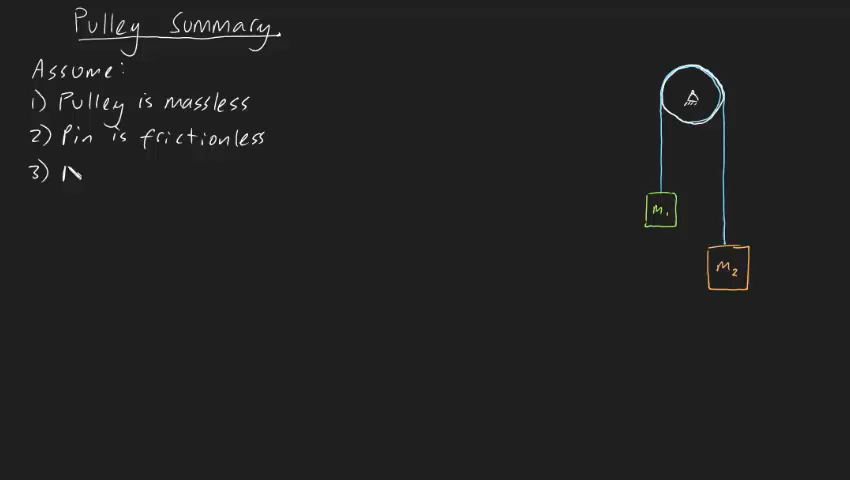 Pulley Summary.
Assume:
1) Pulley is massless
2) Pin is frictionless
3) N
M1
M2